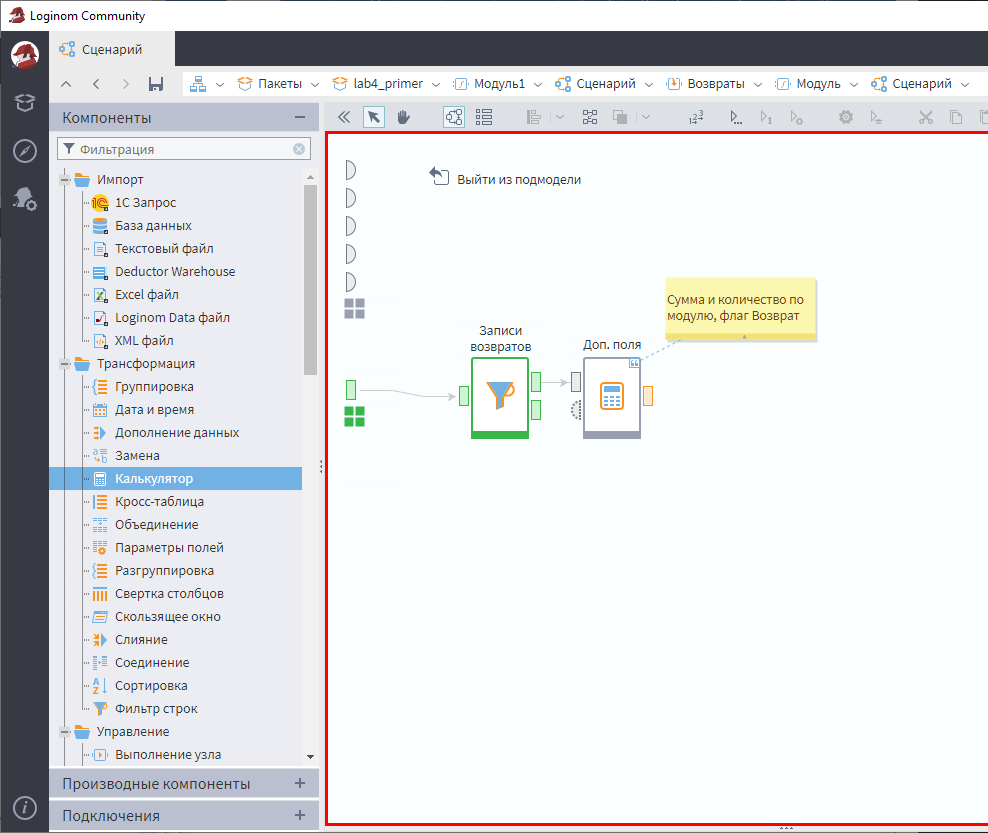 Loginom Community
Сценарий
Пакеты
lab4_primer
Модуль1
Сценарий
Возвраты
Модуль
Сценарий
Компоненты
Фильтрация
Импорт
1С Запрос
База данных
Текстовый файл
Deductor Warehouse
Excel файл
Loginom Data файл
XML файл
Трансформация
Группировка
Дата и время
Дополнение данных
Замена
Калькулятор
Кросс-таблица
Объединение
Параметры полей
Разгруппировка
Свертка столбцов
Скользящее окно
Слияние
Соединение
Сортировка
Фильтр строк
Управление
Выполнение узла
Производные компоненты
Подключения
Выйти из подмодели
Сумма и количество по
модулю, флаг Возврат
Записи
возвратов
Доп. поля